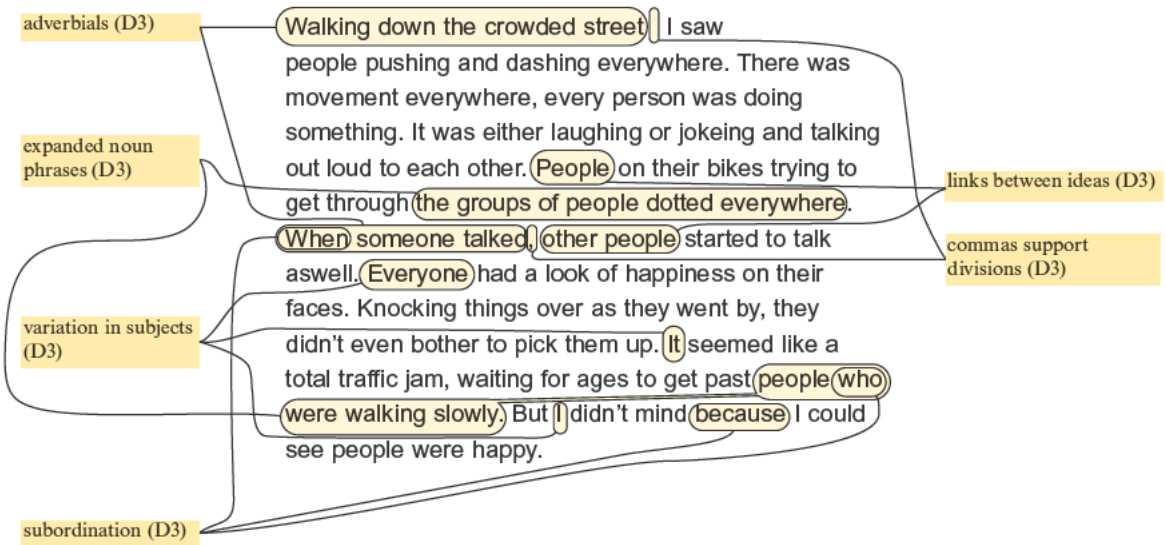 adverbials (D3)
expanded noun
phrases (D3)
variation in subjects
(D3)
subordination (D3)
Walking down the crowded street, I saw
people pushing and dashing everywhere. There was
movement everywhere, every person was doing
something. It was either laughing or jokeing and talking
out loud to each other. People on their bikes trying to
get through the groups of people dotted everywhere.
When someone talked, other people started to talk
aswell. Everyone had a look of happiness on their
faces. Knocking things over as they went by, they
didn't even bother to pick them up. It seemed like a
total traffic jam, waiting for ages to get past people who
were walking slowly. But I didn't mind because I could
see people were happy.
links between ideas (D3)
commas support
divisions (D3)